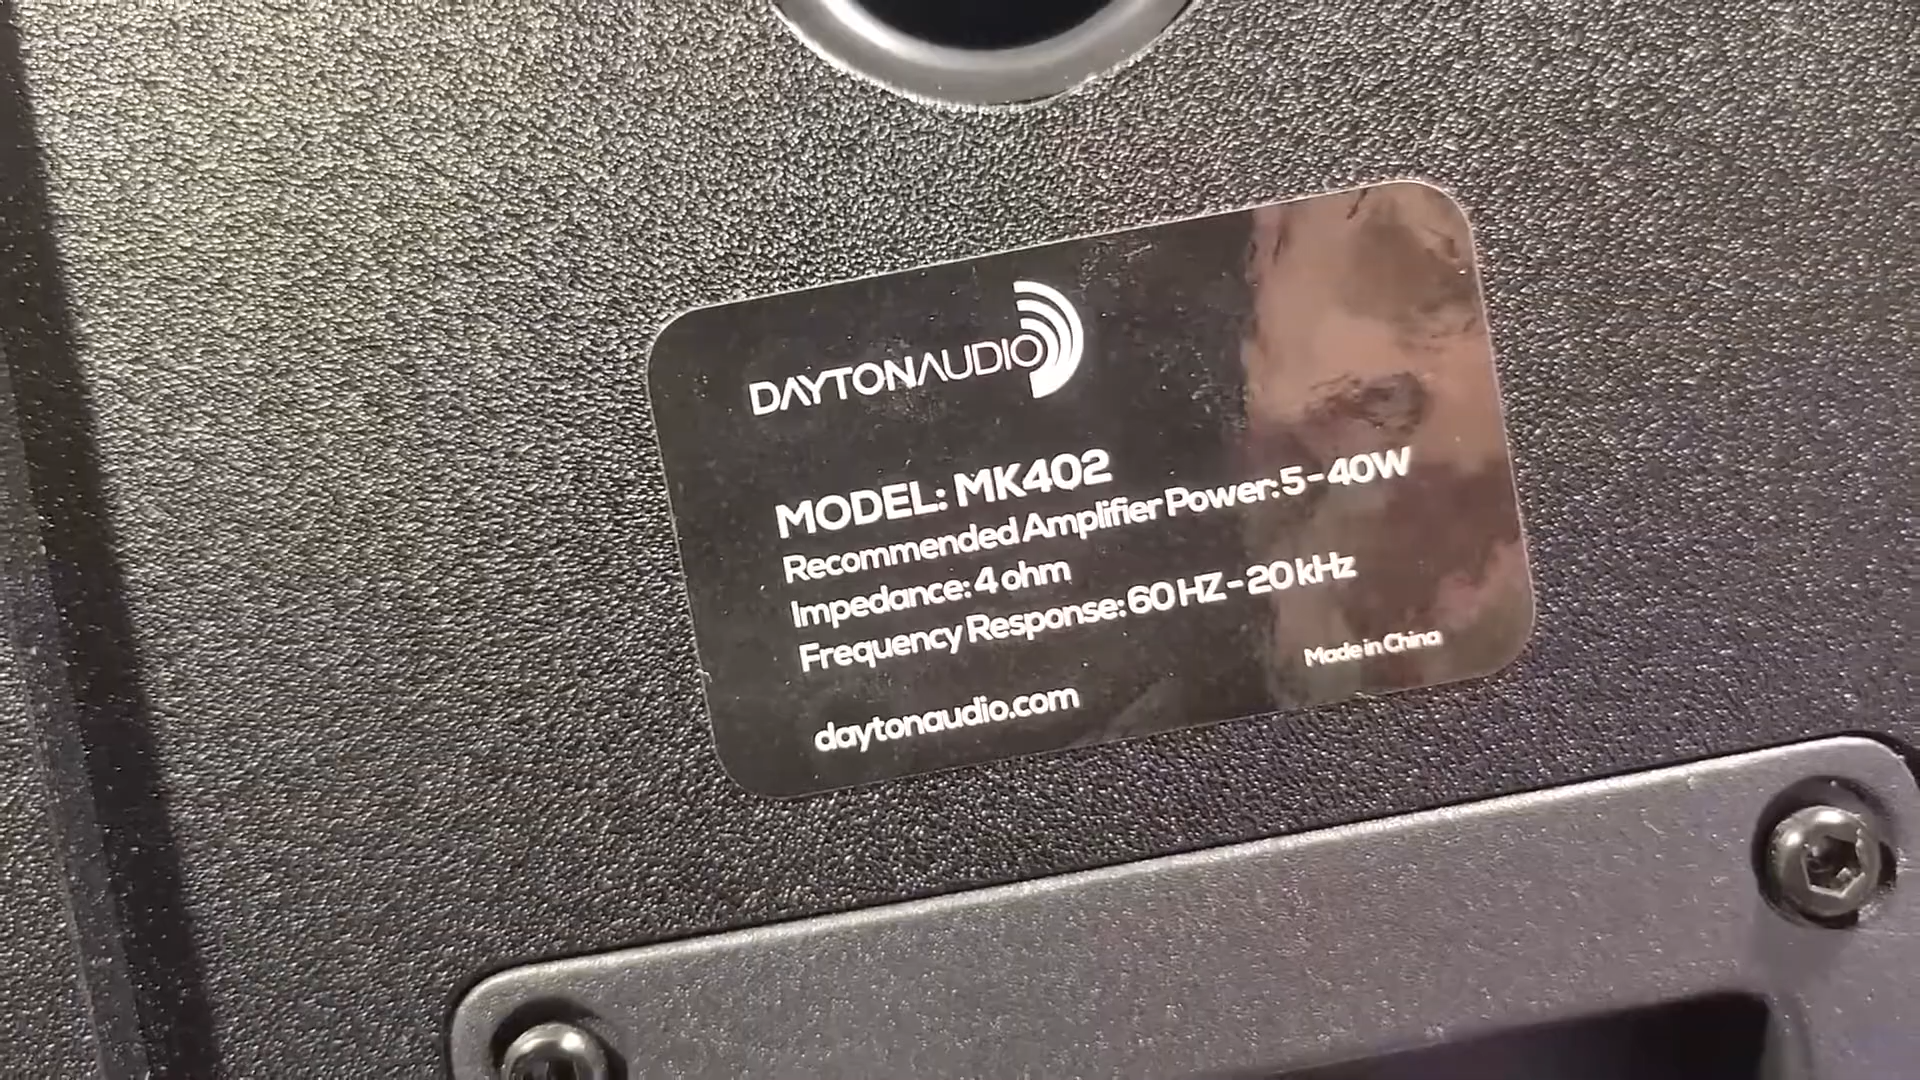 DAYTONAUDIO
MODEL: MK402
Recommended Amplifier Power: 5-40W
Impedance: 4 ohm
Frequency Response: 60 HZ - 20 kHz
Made in China
daytonaudio.com